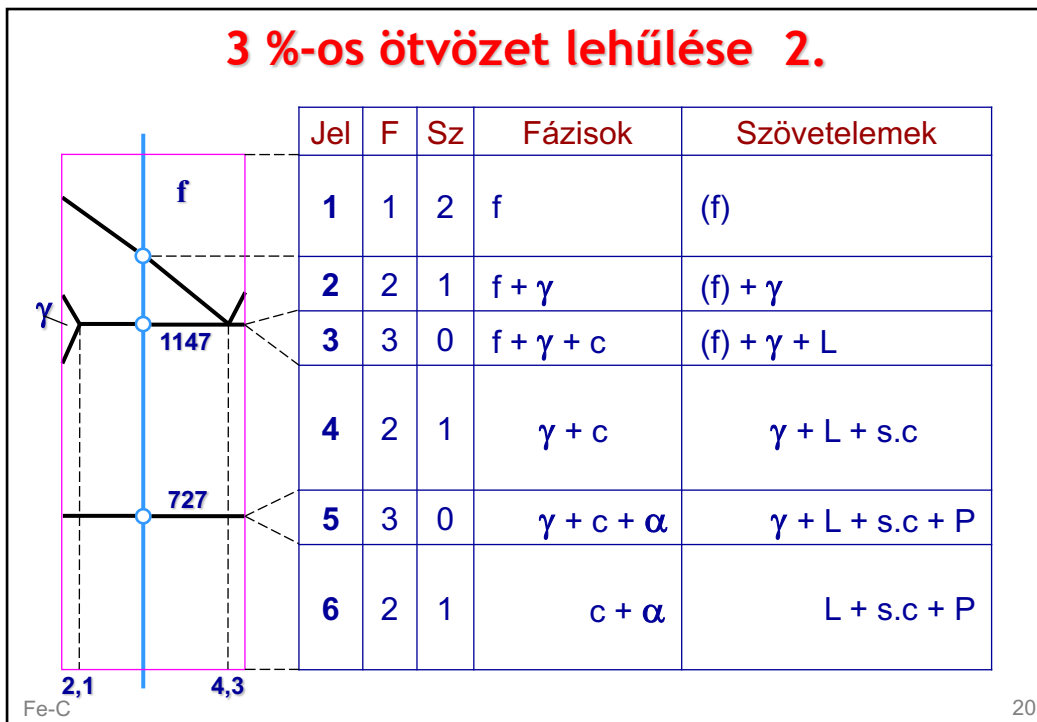 3 %-os ötvözet lehűlése 2.
Jel F Sz Fázisok Szövetelemek
f
1 1 2 f (f)
2 2 1 f + γ (f) + γ
γ
1147
3 3 0 f + γ + c (f) + γ + L
4 2 1 γ + c γ + L + s.c
727
5 3 0 γ + c + α γ + L + s.c + P
6 2 1 c + α L + s.c + P
2,1 4,3
Fe-C 20